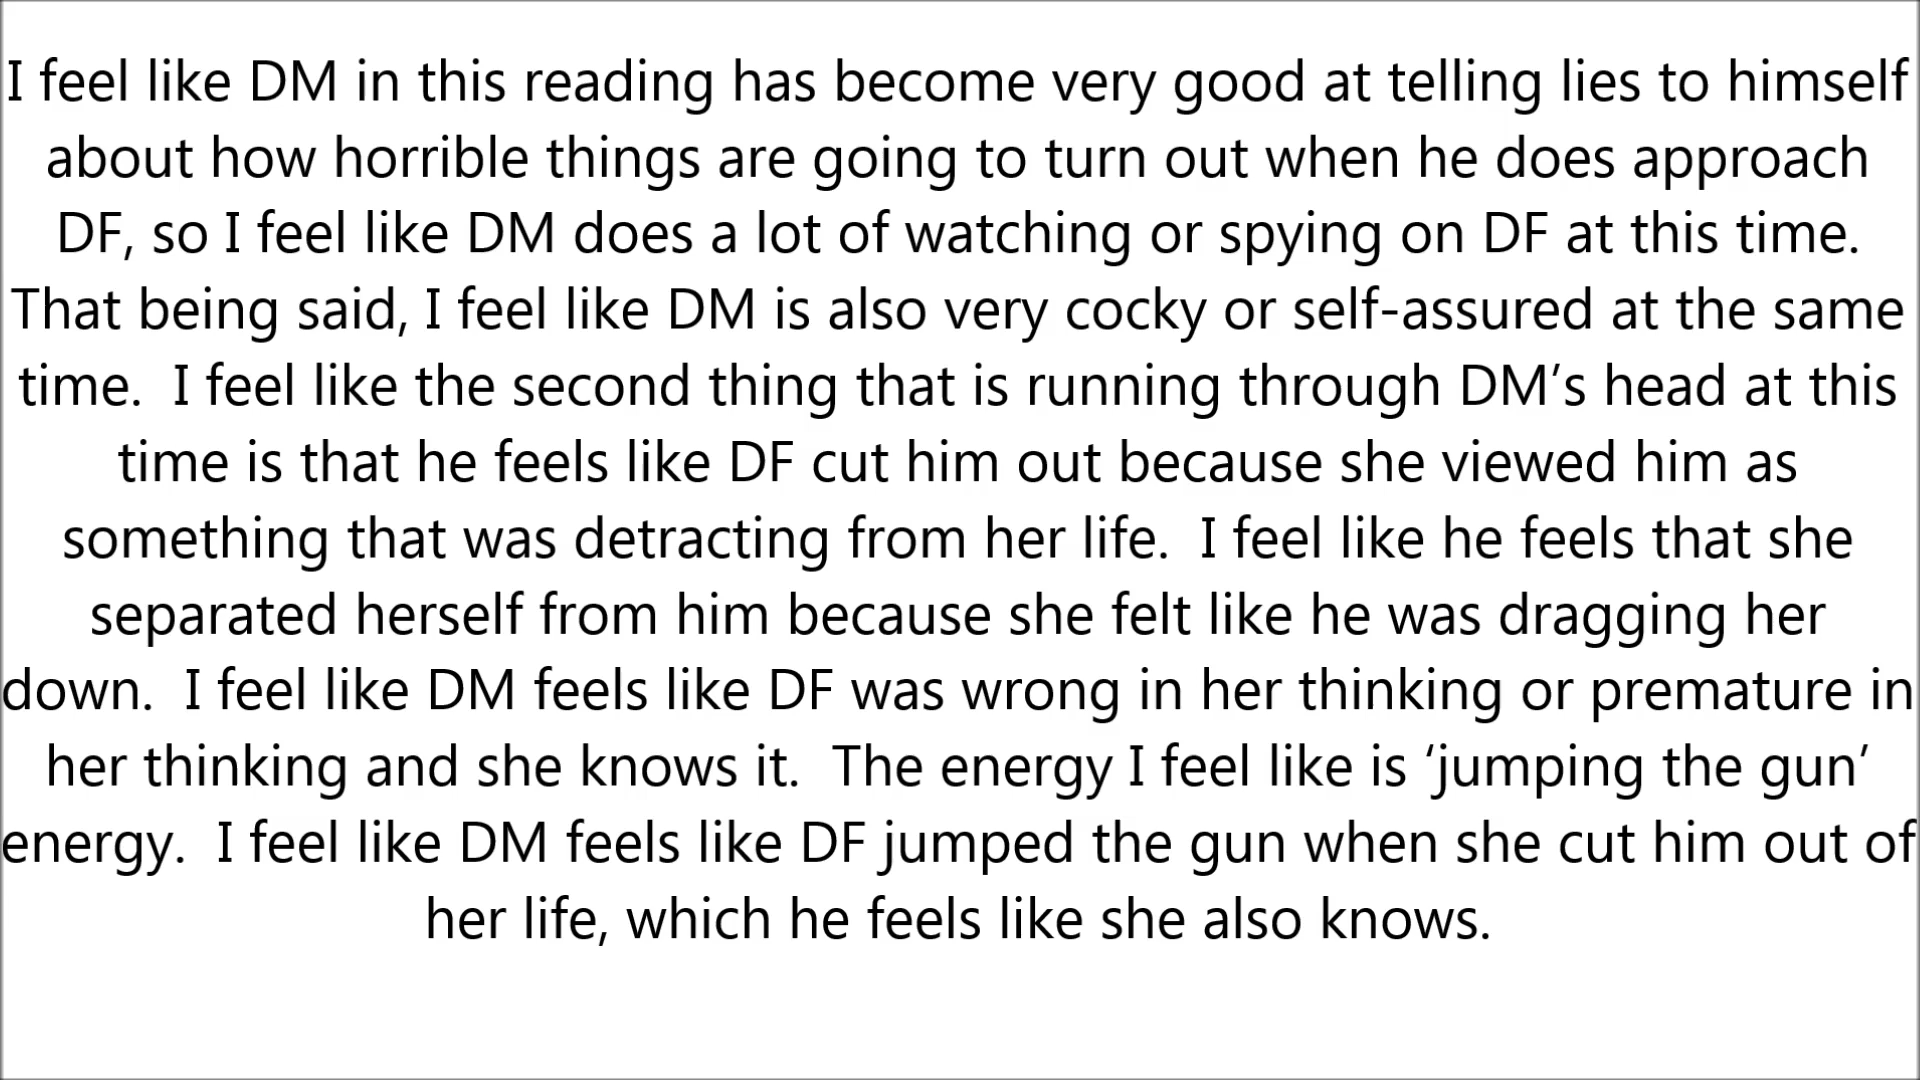 I feel like DM in this reading has become very good at telling lies to himself
about how horrible things are going to turn out when he does approach
DF, so I feel like DM does a lot of watching or spying on DF at this time.
That being said, I feel like DM is also very cocky or self-assured at the same
time.  I feel like the second thing that is running through DM’s head at this
time is that he feels like DF cut him out because she viewed him as
something that was detracting from her life.  I feel like he feels that she
separated herself from him because she felt like he was dragging her
down.  I feel like DM feels like DF was wrong in her thinking or premature in
her thinking and she knows it.  The energy I feel like is ‘jumping the gun’
energy.  I feel like DM feels like DF jumped the gun when she cut him out of
her life, which he feels like she also knows.